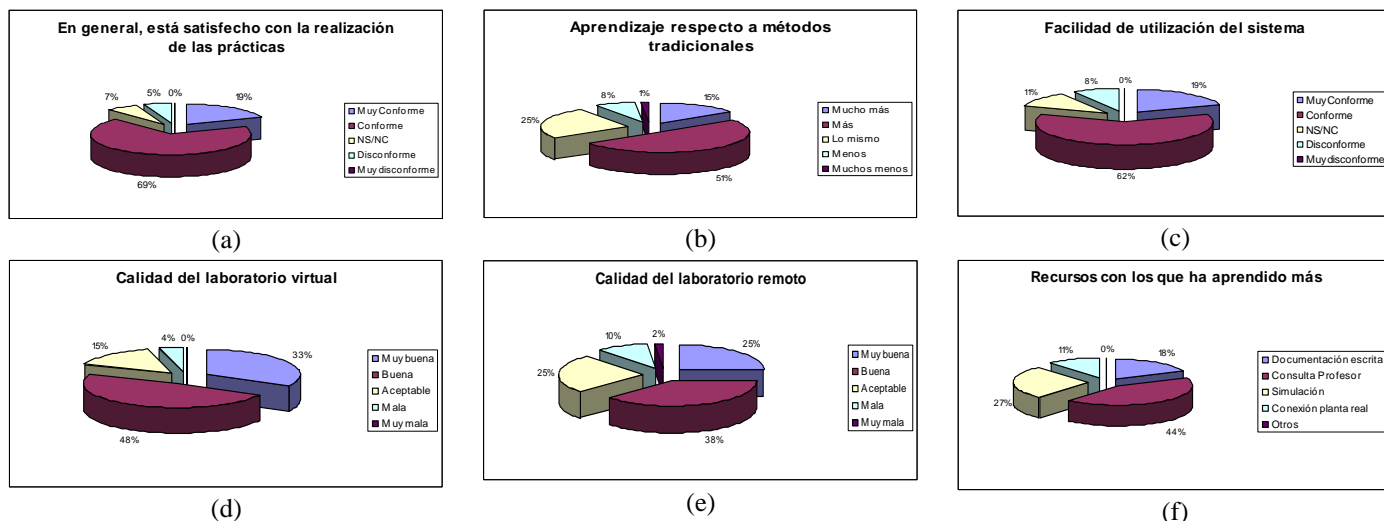 En general, está satisfecho con la realización
de las prácticas
7%
5%
0%
19%
69%
Muy Conforme
Conforme
NS/NC
Disconforme
Muy disconforme
(a)
Aprendizaje respecto a métodos
tradicionales
8%
1%
15%
25%
51%
Mucho más
Más
Lo mismo
Menos
Muchos menos
(b)
Facilidad de utilización del sistema
11%
8%
0%
19%
62%
Muy Conforme
Conforme
NS/NC
Disconforme
Muy disconforme
(c)
Calidad del laboratorio virtual
15%
4%
0%
33%
48%
Muy buena
Buena
Aceptable
Mala
Muy mala
(d)
Calidad del laboratorio remoto
10%
2%
25%
25%
38%
Muy buena
Buena
Aceptable
Mala
Muy mala
(e)
Recursos con los que ha aprendido más
11%
0%
18%
27%
44%
Documentación escrita
Consulta Profesor
Simulación
Conexión planta real
Otros
(f)